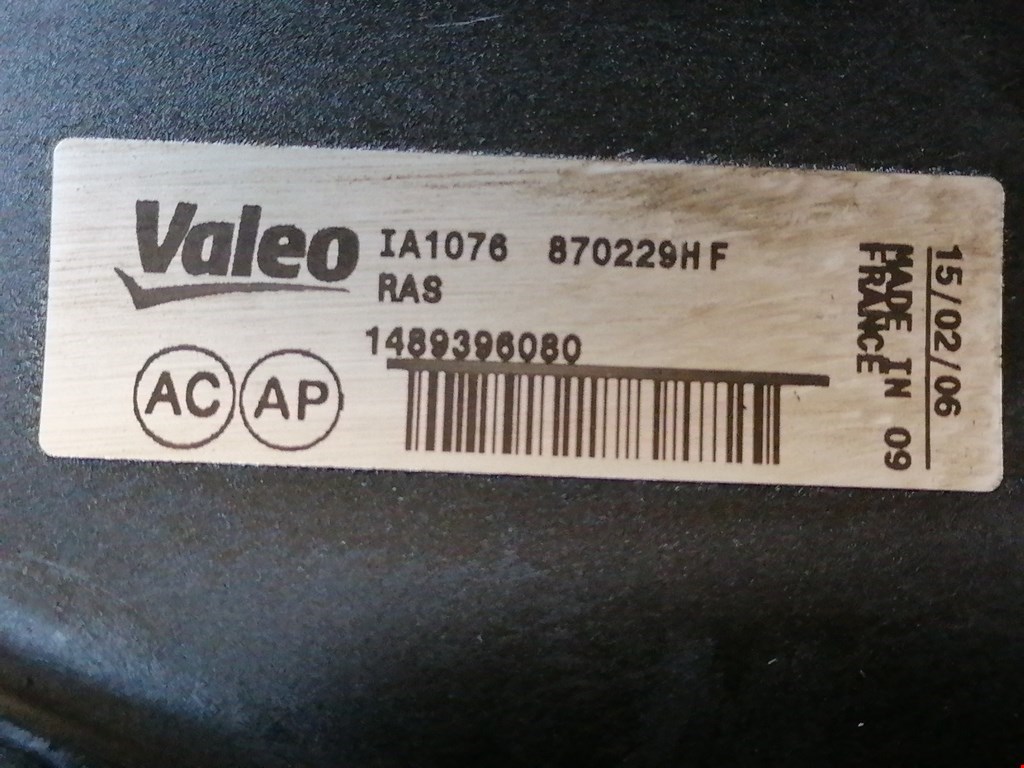 Valeo
IA1076 870229HF
RAS
1489396080
AC AP
15/02/06
MADE IN 09
FRANCE